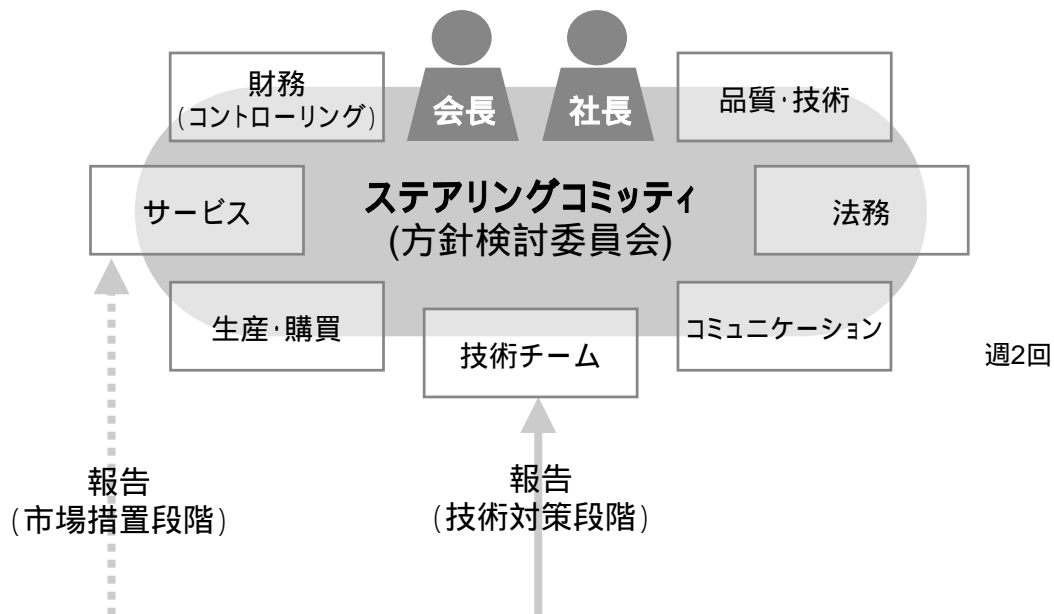 財務
(コントローリング)
会長
社長
品質・技術
サービス
ステアリングコミッティ
(方針検討委員会)
法務
生産・購買
技術チーム
コミュニケーション
週2回
報告
(市場措置段階)
報告
(技術対策段階)